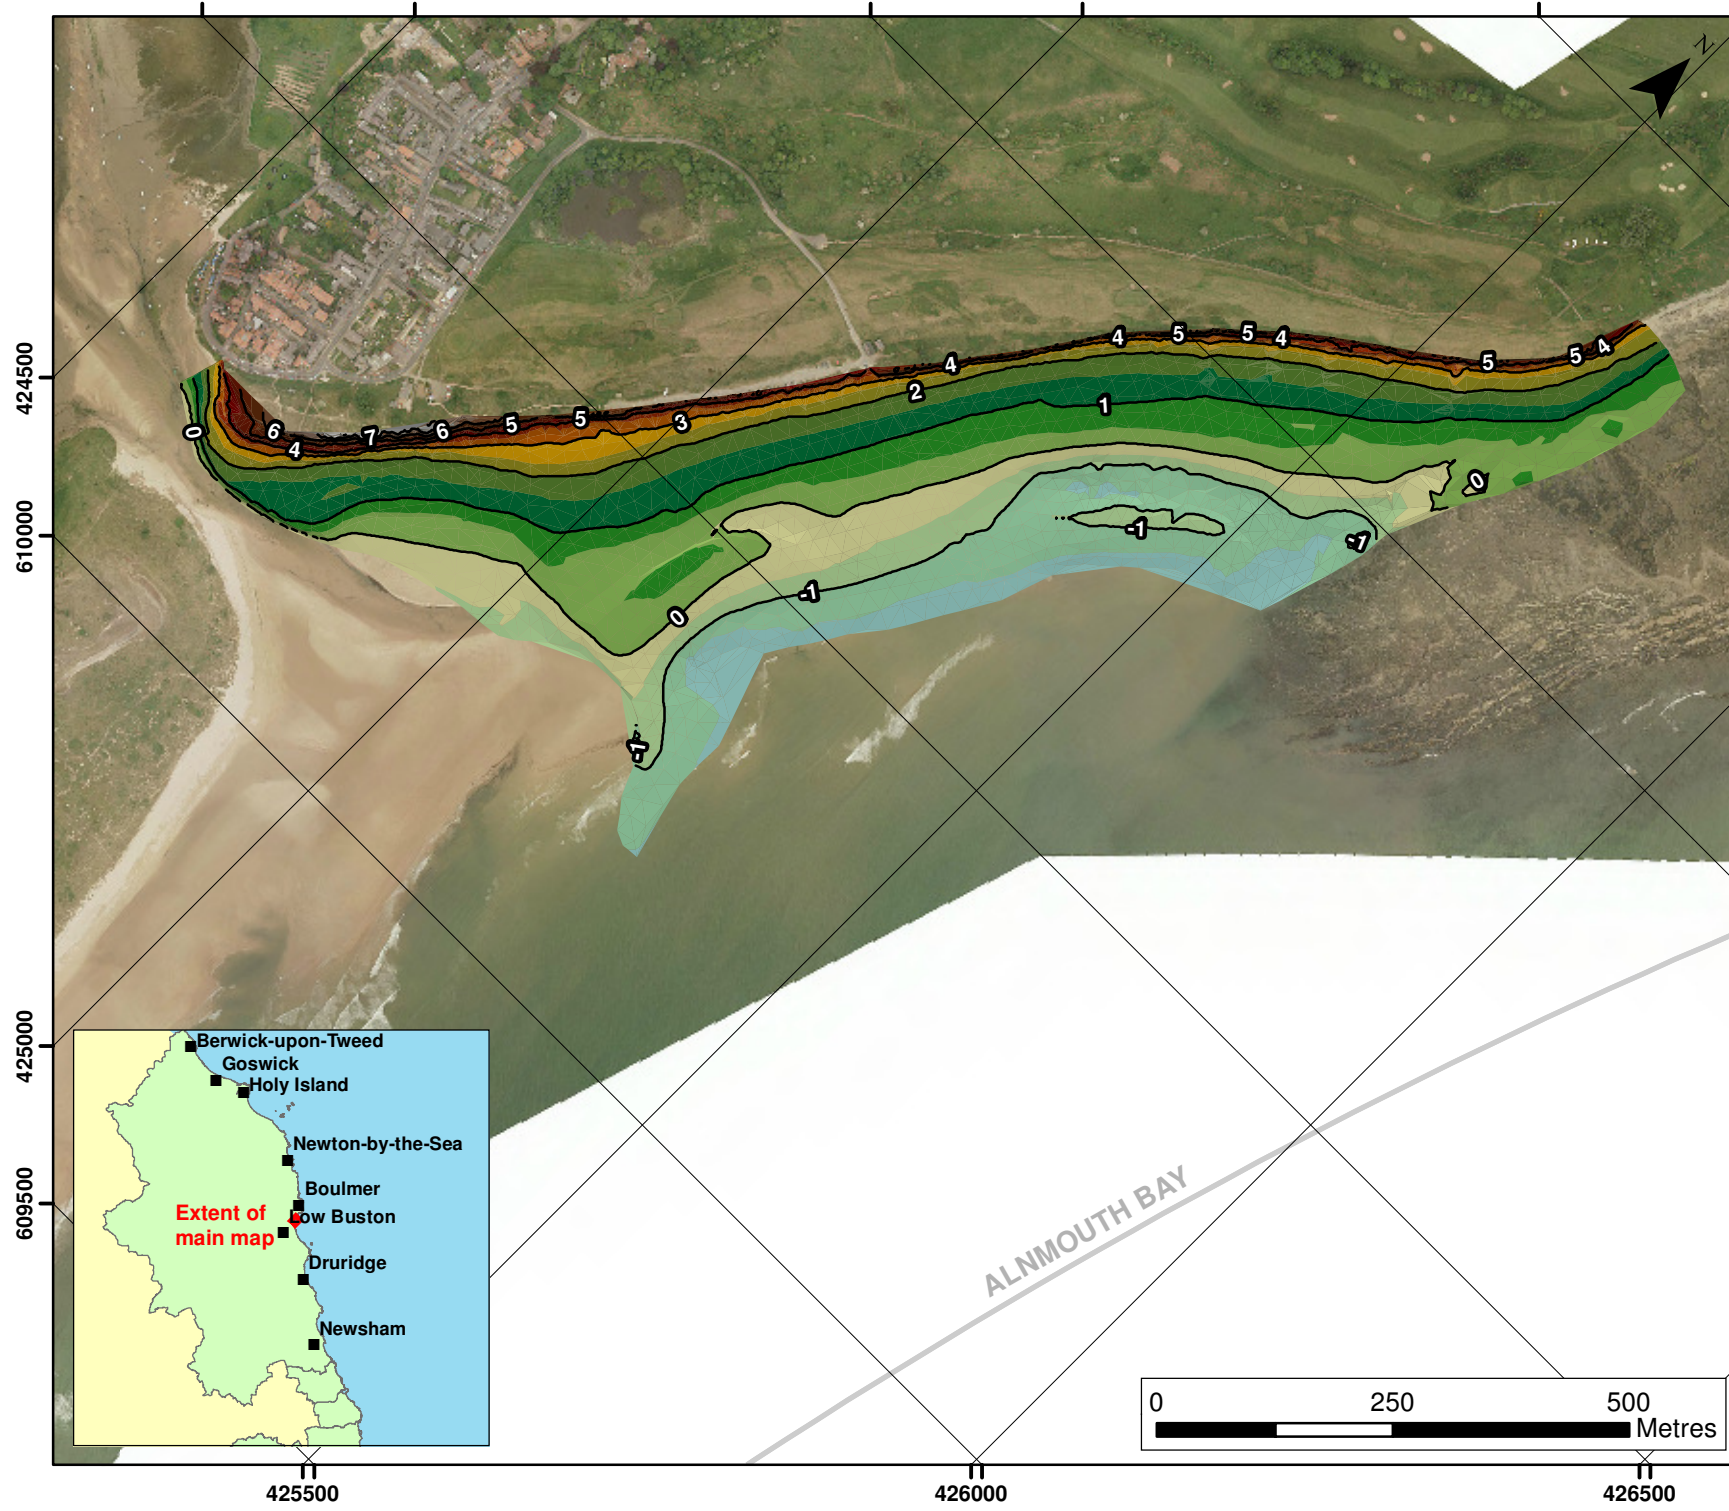 N
4
5
5
4
5
5
4
4
2
3
5
5
6
7
6
4
0
1
0
-1
-1
-1
0
-1
424500
610000
425000
609500
Berwick-upon-Tweed
Goswick
Holy Island
Newton-by-the-Sea
Boulmer
Low Buston
Extent of
main map
Druridge
Newsham
ALNMOUTH BAY
0 250 500
Metres
425500 426000 426500